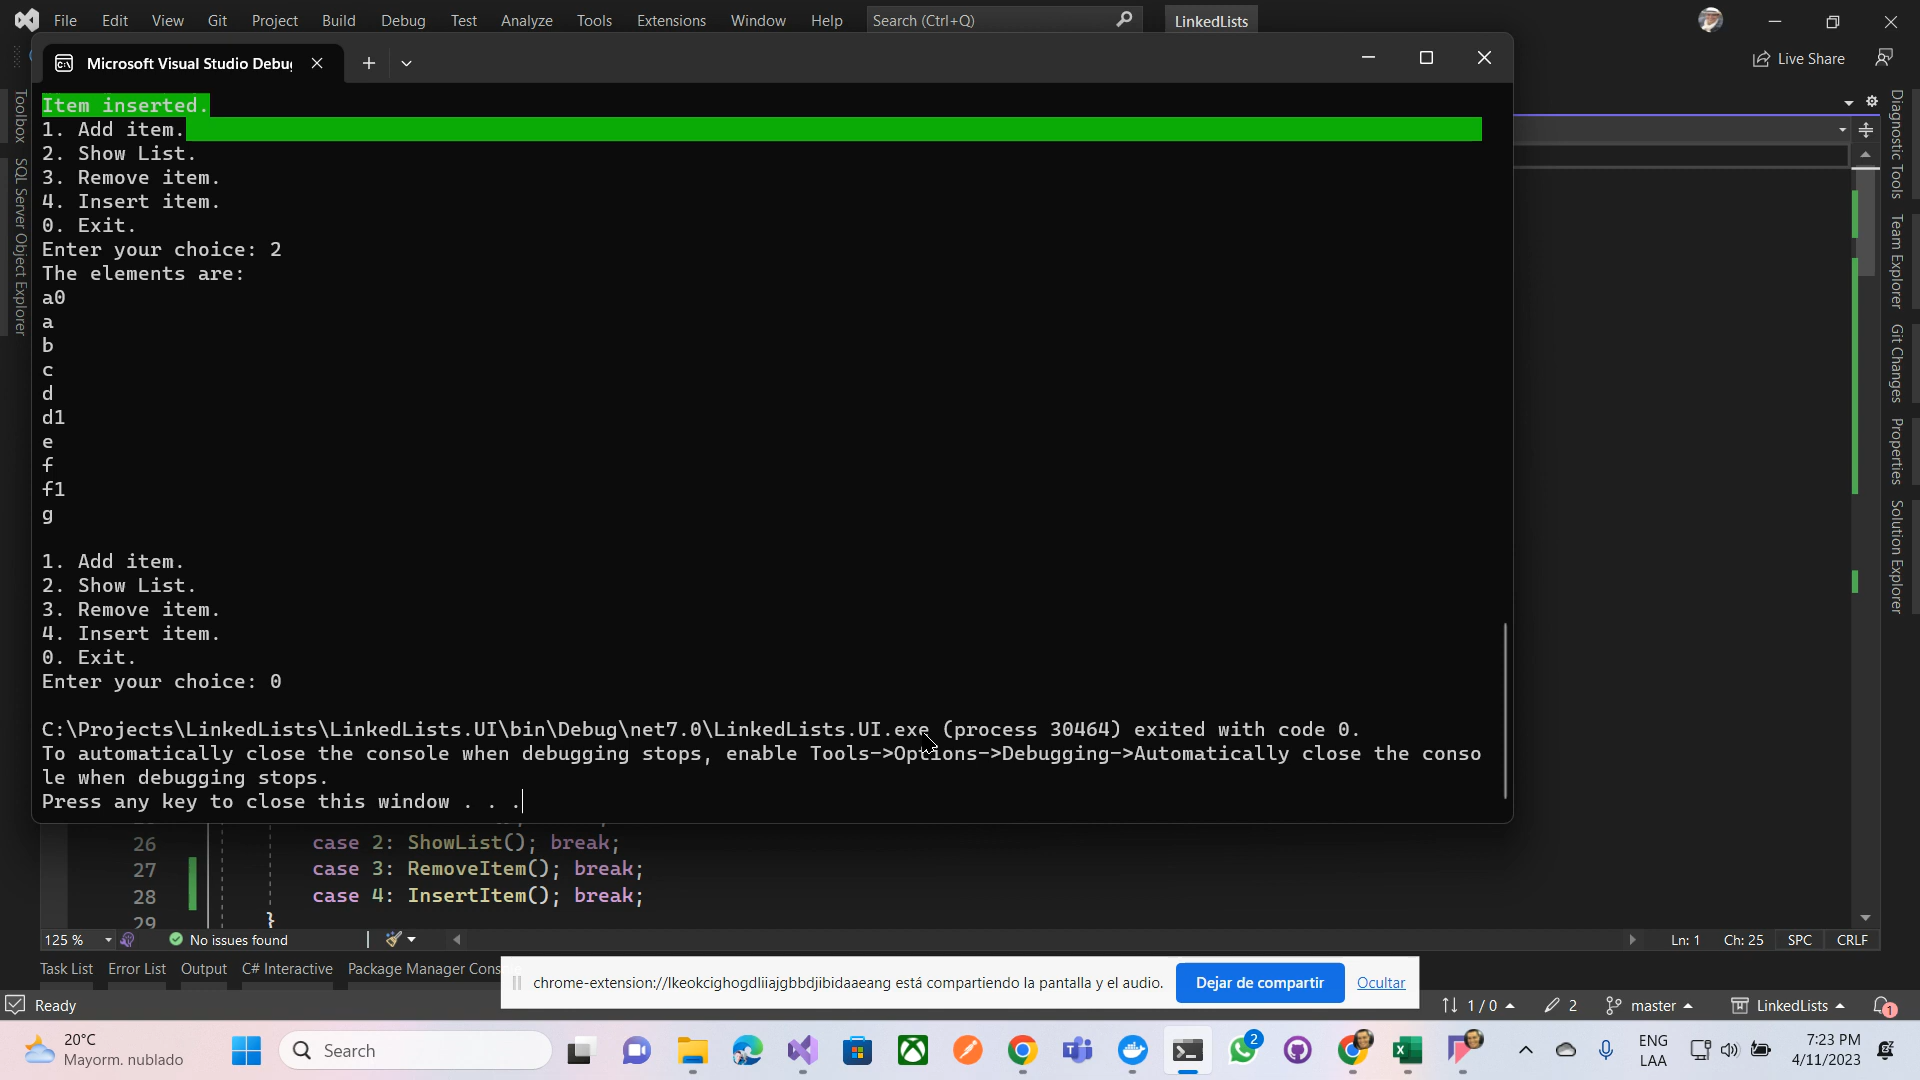 File Edit View Git Project Build Debug Test Analyze Tools Extensions Window Help Search (Ctrl+Q) LinkedLists
Live Share
Microsoft Visual Studio Debu
Item inserted.
1. Add item.
2. Show List.
3. Remove item.
4. Insert item.
0. Exit.
Enter your choice: 2
The elements are:
a0
a
b
c
d
d1
e
f
f1
g
1. Add item.
2. Show List.
3. Remove item.
4. Insert item.
0. Exit.
Enter your choice: 0
C:\Projects\LinkedLists\LinkedLists.UI\bin\Debug\net7.0\LinkedLists.UI.exe (process 30464) exited with code 0.
To automatically close the console when debugging stops, enable Tools->Options->Debugging->Automatically close the conso
le when debugging stops.
Press any key to close this window . . .
Toolbox
SQL Server Object Explorer
Diagnostic Tools
Team Explorer
Git Changes
Properties
Solution Explorer
26 case 2: ShowList(); break;
27 case 3: RemoveItem(); break;
28 case 4: InsertItem(); break;
29 }
125 % No issues found Ln: 1 Ch: 25 SPC CRLF
Task List Error List Output C# Interactive Package Manager Cons
chrome-extension://lkeokcighogdliiajgbbdjibidaaeang está compartiendo la pantalla y el audio. Dejar de compartir Ocultar
Ready 1 / 0 2 master LinkedLists 1
20°C
Mayorm. nublado
Search
2
ENG
LAA
7:23 PM
4/11/2023